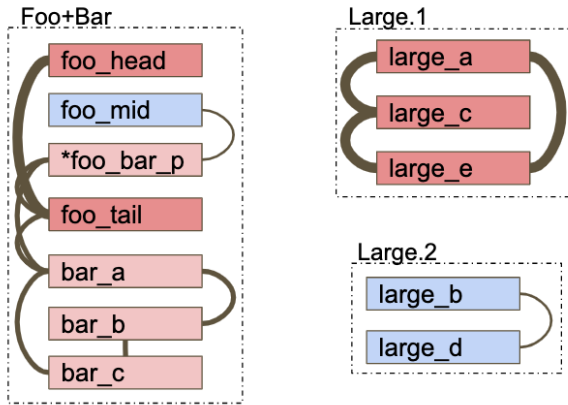 Foo+Bar
foo_head
foo_mid
*foo_bar_p
foo_tail
bar_a
bar_b
bar_c
Large.1
large_a
large_c
large_e
Large.2
large_b
large_d